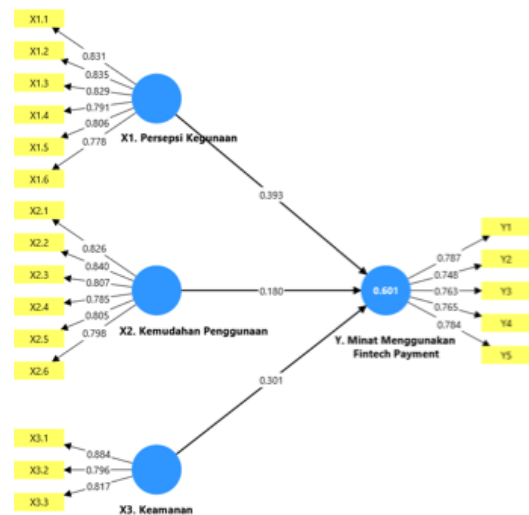 X1.1
0.831
X1.2
0.835
X1.3
0.829
X1.4
0.791
X1.5
0.806
X1.6
0.778
X1. Persepsi Kegunaan
0.393
X2.1
0.826
X2.2
0.840
X2.3
0.807
X2.4
0.785
X2.5
0.805
X2.6
0.798
X2. Kemudahan Penggunaan
0.180
X3.1
0.884
X3.2
0.796
X3.3
0.817
X3. Keamanan
0.301
0.601
Y. Minat Menggunakan
Fintech Payment
Y1
0.787
Y2
0.748
Y3
0.763
Y4
0.765
Y5
0.784